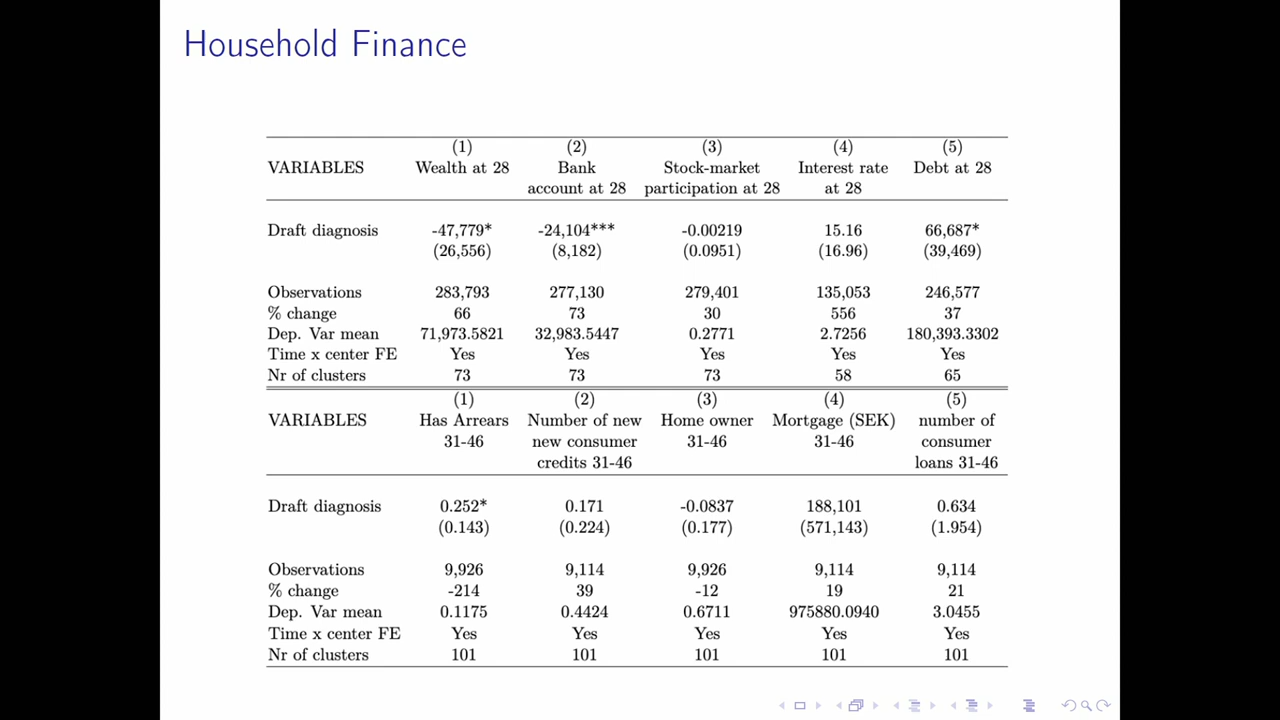 Household Finance
(1) (2) (3) (4) (5)
VARIABLES Wealth at 28 Bank Stock-market Interest rate Debt at 28
account at 28 participation at 28 at 28
Draft diagnosis -47,779* -24,104*** -0.00219 15.16 66,687*
(26,556) (8,182) (0.0951) (16.96) (39,469)
Observations 283,793 277,130 279,401 135,053 246,577
% change 66 73 30 556 37
Dep. Var mean 71,973.5821 32,983.5447 0.2771 2.7256 180,393.3302
Time x center FE Yes Yes Yes Yes Yes
Nr of clusters 73 73 73 58 65
(1) (2) (3) (4) (5)
VARIABLES Has Arrears Number of new Home owner Mortgage (SEK) number of
31-46 new consumer 31-46 31-46 consumer
credits 31-46 loans 31-46
Draft diagnosis 0.252* 0.171 -0.0837 188,101 0.634
(0.143) (0.224) (0.177) (571,143) (1.954)
Observations 9,926 9,114 9,926 9,114 9,114
% change -214 39 -12 19 21
Dep. Var mean 0.1175 0.4424 0.6711 975880.0940 3.0455
Time x center FE Yes Yes Yes Yes Yes
Nr of clusters 101 101 101 101 101